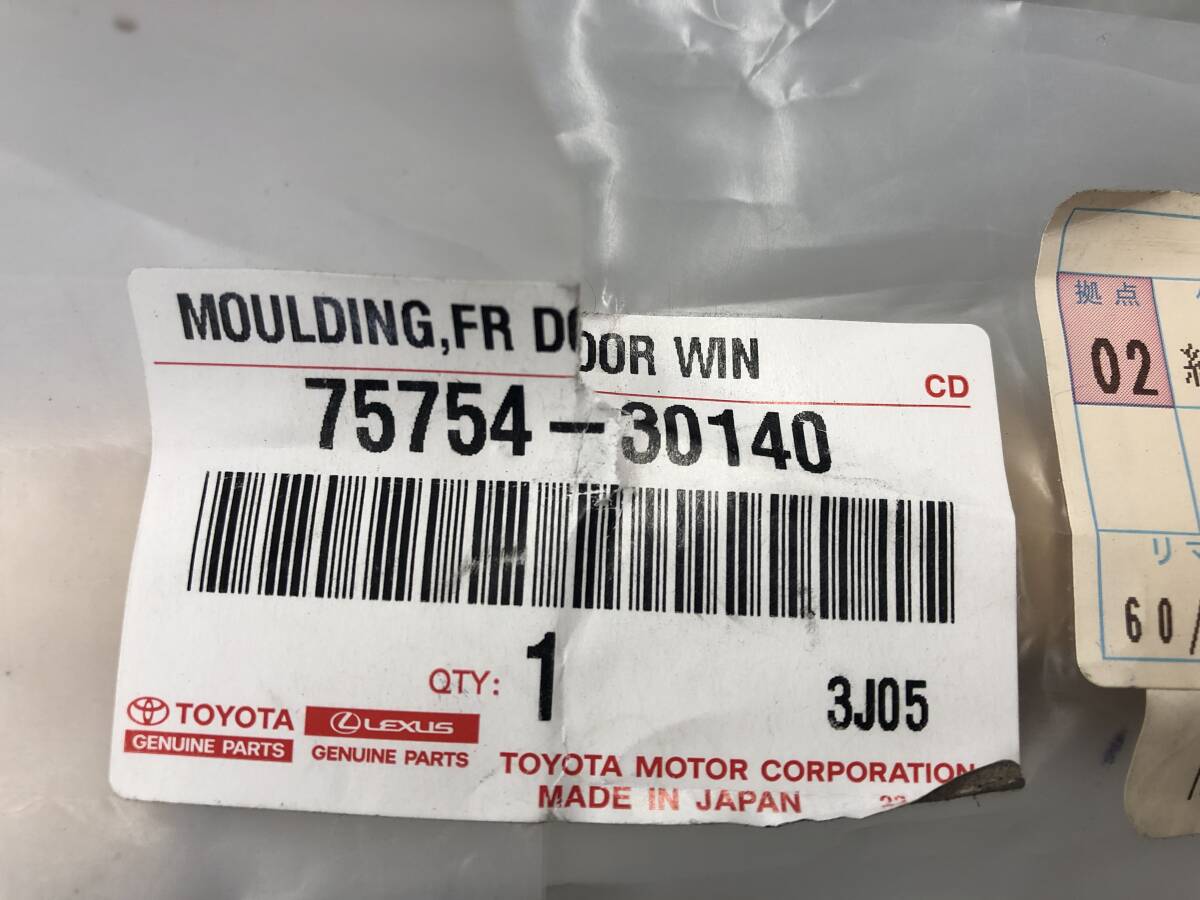 MOULDING,FR DOOR WIN
CD
75754-30140
QTY: 1
3J05
TOYOTA
GENUINE PARTS
LEXUS
GENUINE PARTS
TOYOTA MOTOR CORPORATION
MADE IN JAPAN
拠点
02
60/